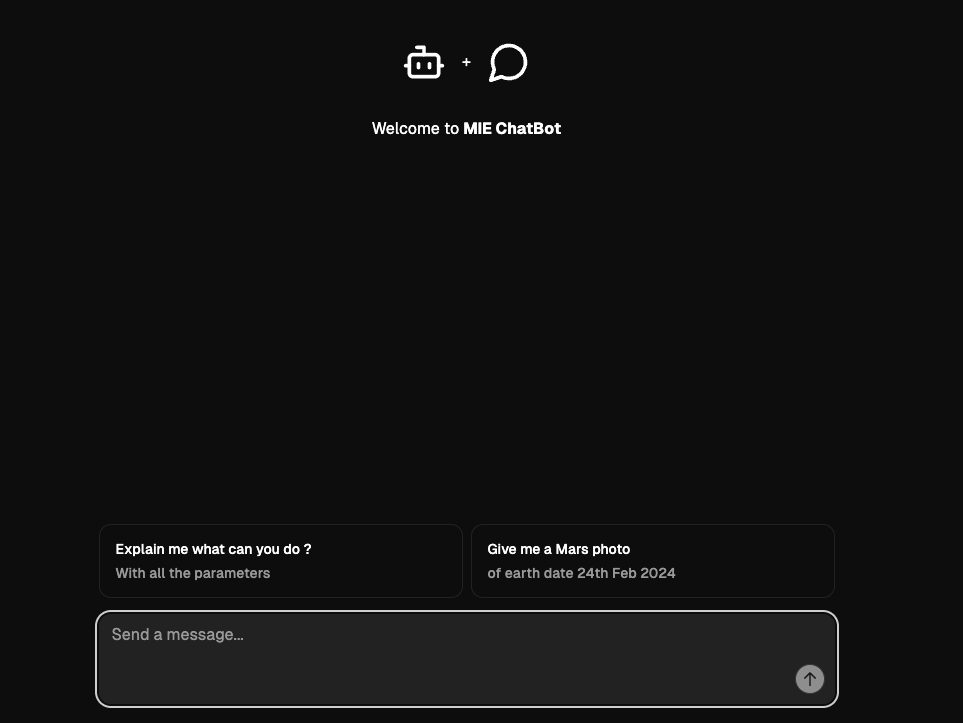 +
Welcome to MIE ChatBot
Explain me what can you do ?
With all the parameters
Give me a Mars photo
of earth date 24th Feb 2024
Send a message...